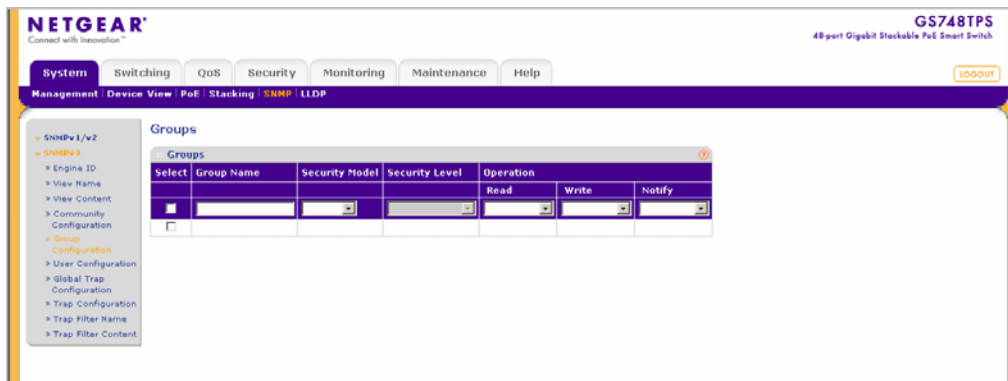 NETGEAR
Connect with Innovation™
GS748TPS
48-port Gigabit Stackable PoE Smart Switch
System Switching QoS Security Monitoring Maintenance Help LOGOUT
Management Device View PoE Stacking SNMP LLDP
SNMPv1/v2
SNMPv3
Engine ID
View Name
View Content
Community
Configuration
Group
Configuration
User Configuration
Global Trap
Configuration
Trap Configuration
Trap Filter Name
Trap Filter Content
Groups
Groups
Select Group Name Security Model Security Level Operation
Read Write Notify